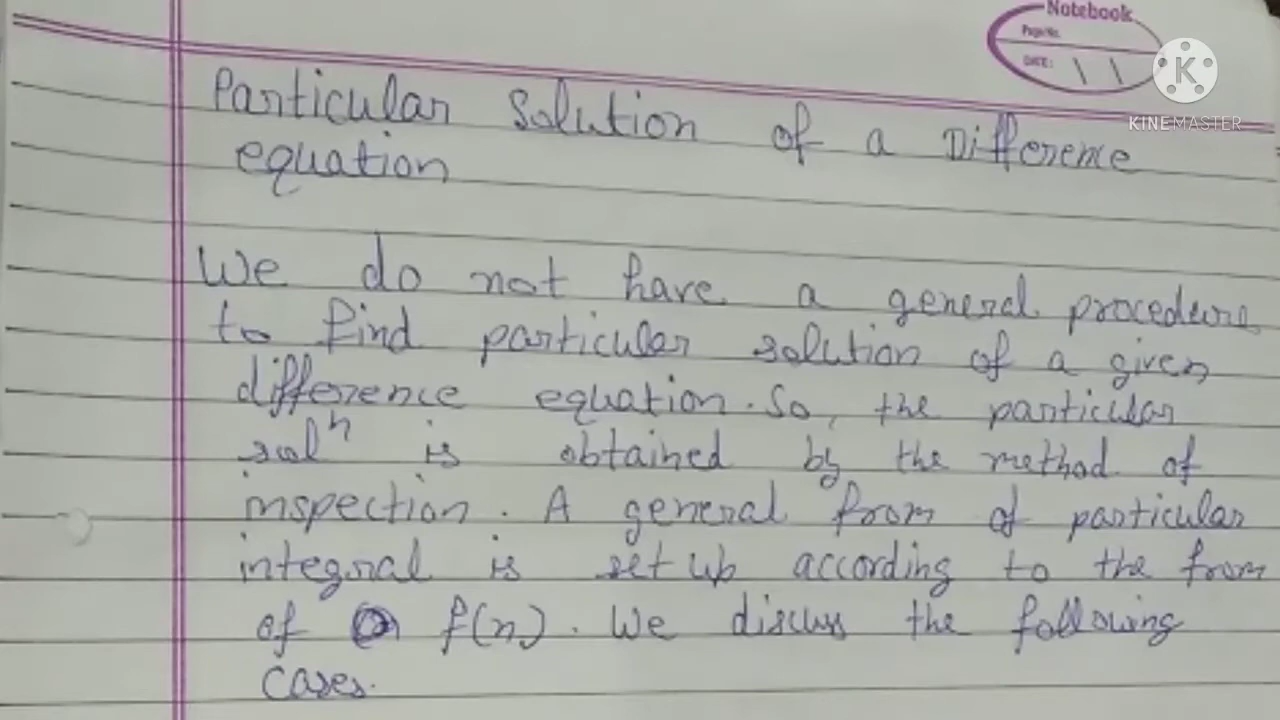 Notebook
Page No.
DATE:
K
KINEMASTER
Particular Solution of a Difference
equation
We do not have a general procedure
to find particular solution of a given
difference equation. So, the particular
solⁿ is obtained by the method of
inspection. A general from of particular
integral is set up according to the from
of f(n). We discuss the following
cases.